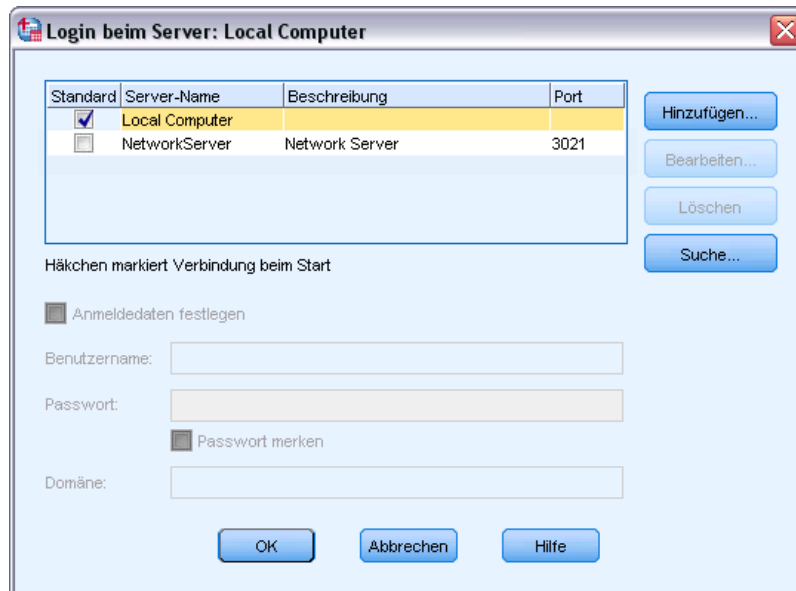 Login beim Server: Local Computer
Standard Server-Name Beschreibung Port
Local Computer
NetworkServer Network Server 3021
Hinzufügen...
Bearbeiten...
Löschen
Suche...
Häkchen markiert Verbindung beim Start
Anmeldedaten festlegen
Benutzername:
Passwort:
Passwort merken
Domäne:
OK Abbrechen Hilfe